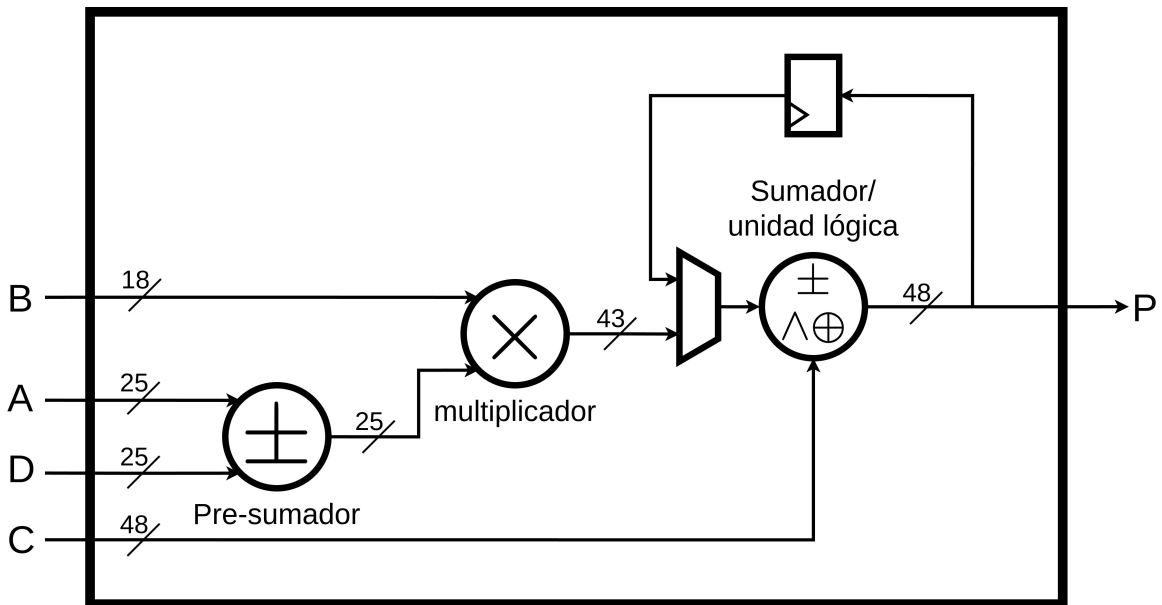 Sumador/
unidad lógica
B
18
43
48
P
A
25
25
multiplicador
D
25
Pre-sumador
C
48